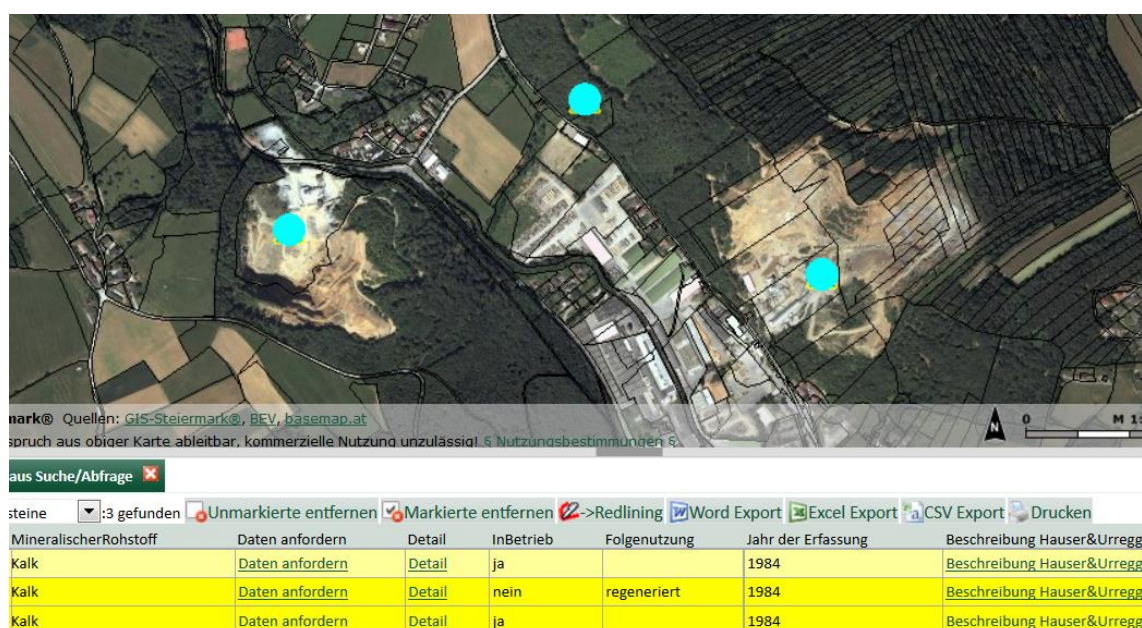 mark® Quellen: GIS-Steiermark®, BEV, basemap.at
spruch aus obiger Karte ableitbar, kommerzielle Nutzung unzulässig! § Nutzungsbestimmungen §
N 0 M 1:
aus Suche/Abfrage
steine :3 gefunden Unmarkierte entfernen Markierte entfernen ->Redlining Word Export Excel Export CSV Export Drucken
MineralischerRohstoff Daten anfordern Detail InBetrieb Folgenutzung Jahr der Erfassung Beschreibung Hauser&Urregg
Kalk Daten anfordern Detail ja 1984 Beschreibung Hauser&Urregg
Kalk Daten anfordern Detail nein regeneriert 1984 Beschreibung Hauser&Urregg
Kalk Daten anfordern Detail ja 1984 Beschreibung Hauser&Urregg